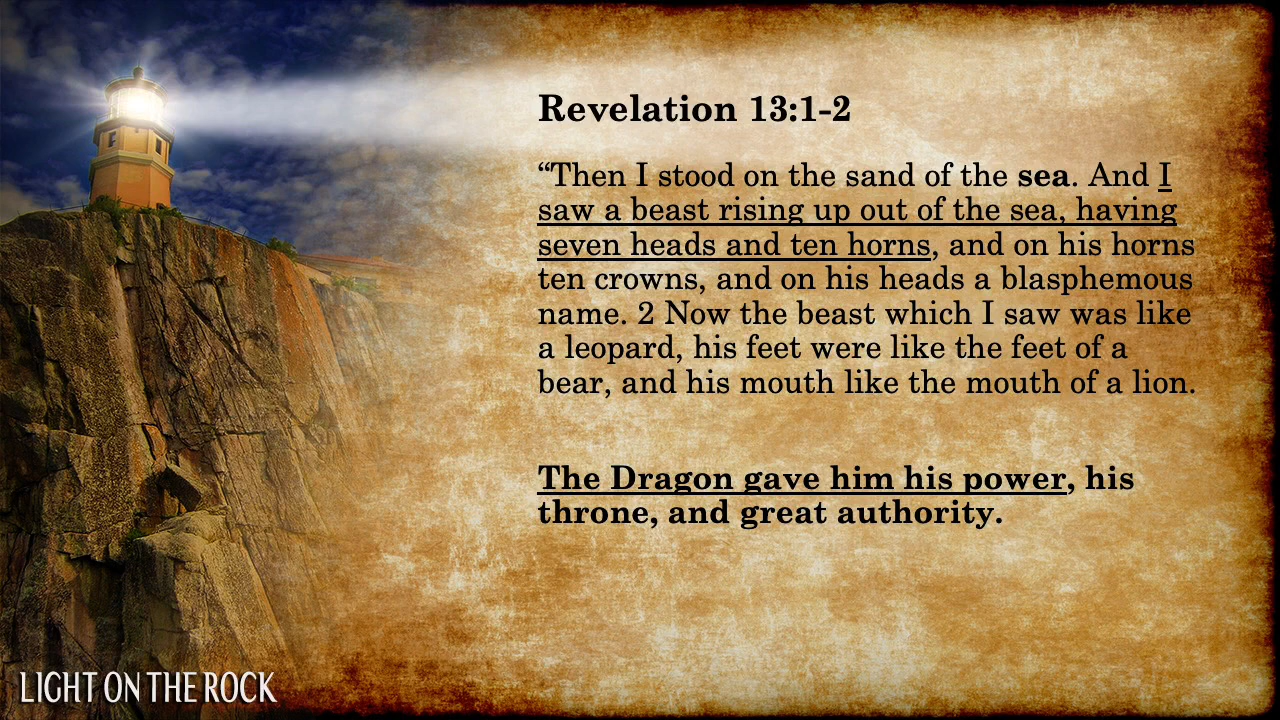 Revelation 13:1-2
“Then I stood on the sand of the sea. And I
saw a beast rising up out of the sea, having
seven heads and ten horns, and on his horns
ten crowns, and on his heads a blasphemous
name. 2 Now the beast which I saw was like
a leopard, his feet were like the feet of a
bear, and his mouth like the mouth of a lion.
The Dragon gave him his power, his
throne, and great authority.
LIGHT ON THE ROCK